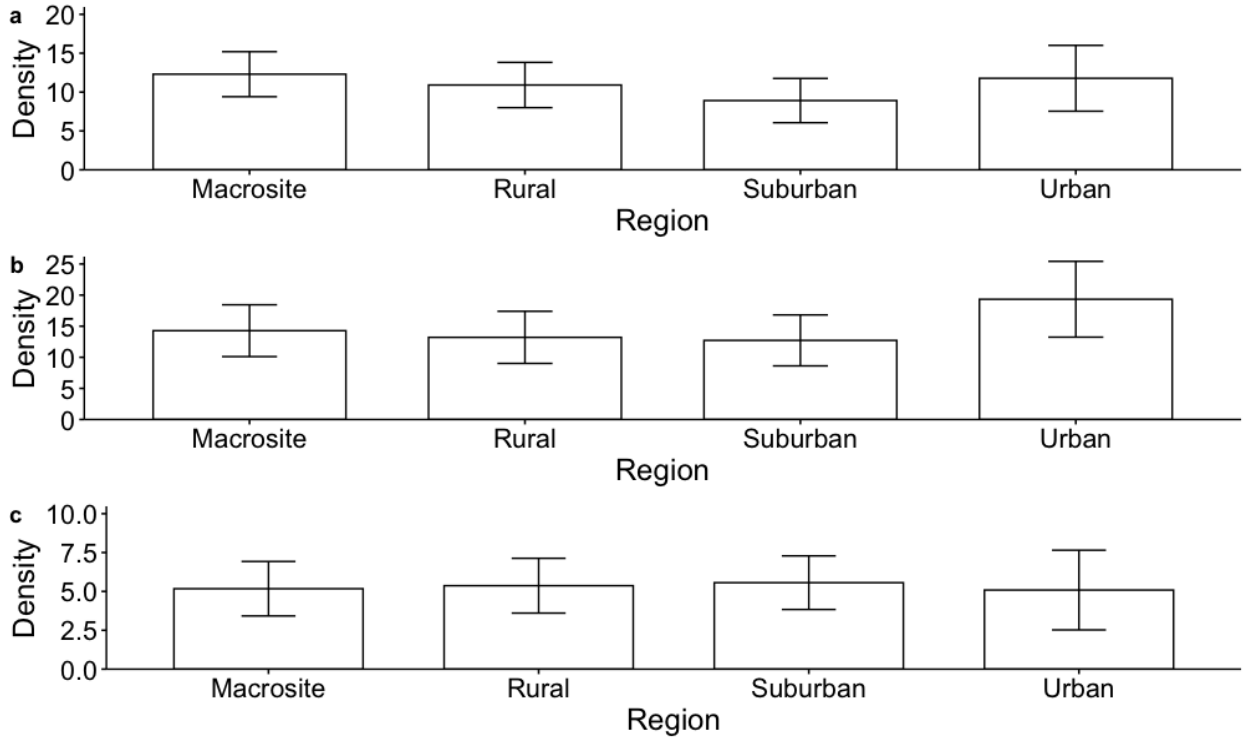 a
20
15
10
5
0
Density
Macrosite Rural Suburban Urban
Region
b
25
20
15
10
5
0
Density
Macrosite Rural Suburban Urban
Region
c
10.0
7.5
5.0
2.5
0.0
Density
Macrosite Rural Suburban Urban
Region